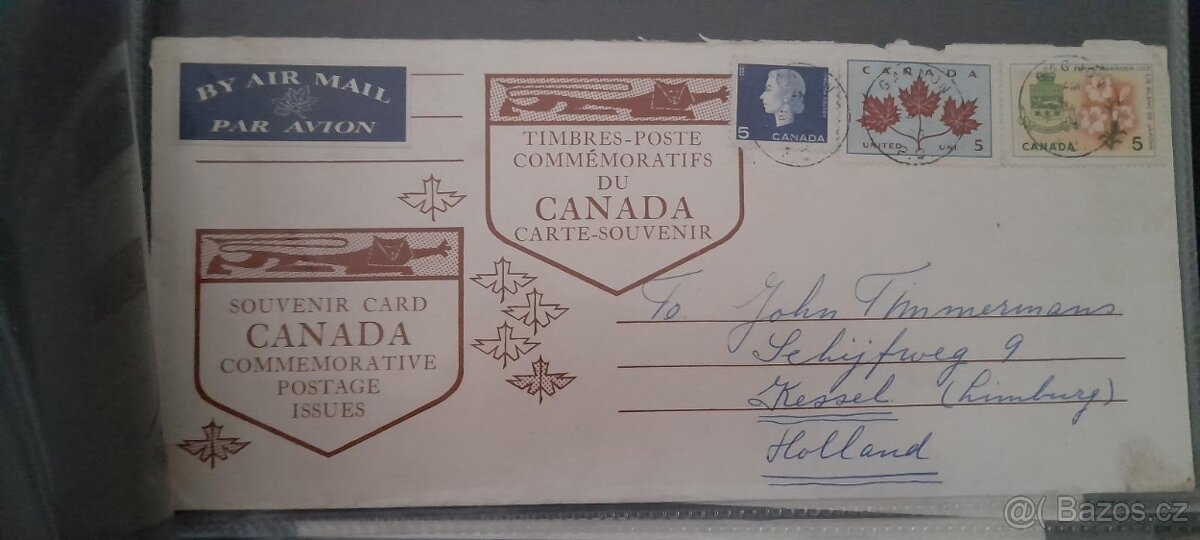 BY AIR MAIL
PAR AVION
TIMBRES-POSTE
COMMÉMORATIFS
DU
CANADA
CARTE-SOUVENIR
SOUVENIR CARD
CANADA
COMMEMORATIVE
POSTAGE
ISSUES
5
CANADA
CANADA
UNITED UNI 5
CANADA 5
To John Timmermans
Schijfweg 9
Kessel (Limburg)
Holland
@( Bazos.cz